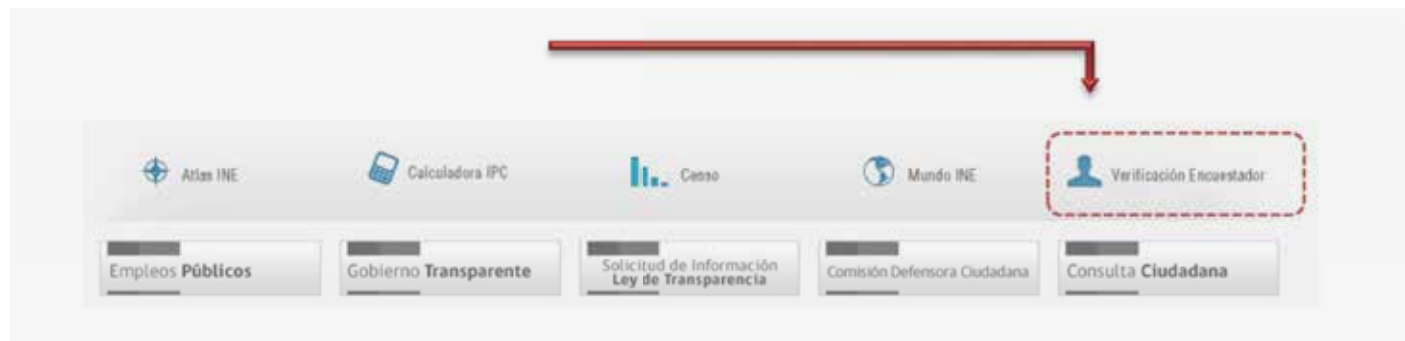 Atlas INE
Calculadora IPC
Censo
Mundo INE
Verificación Encuestador
Empleos Públicos
Gobierno Transparente
Solicitud de Información
Ley de Transparencia
Comisión Defensora Ciudadana
Consulta Ciudadana